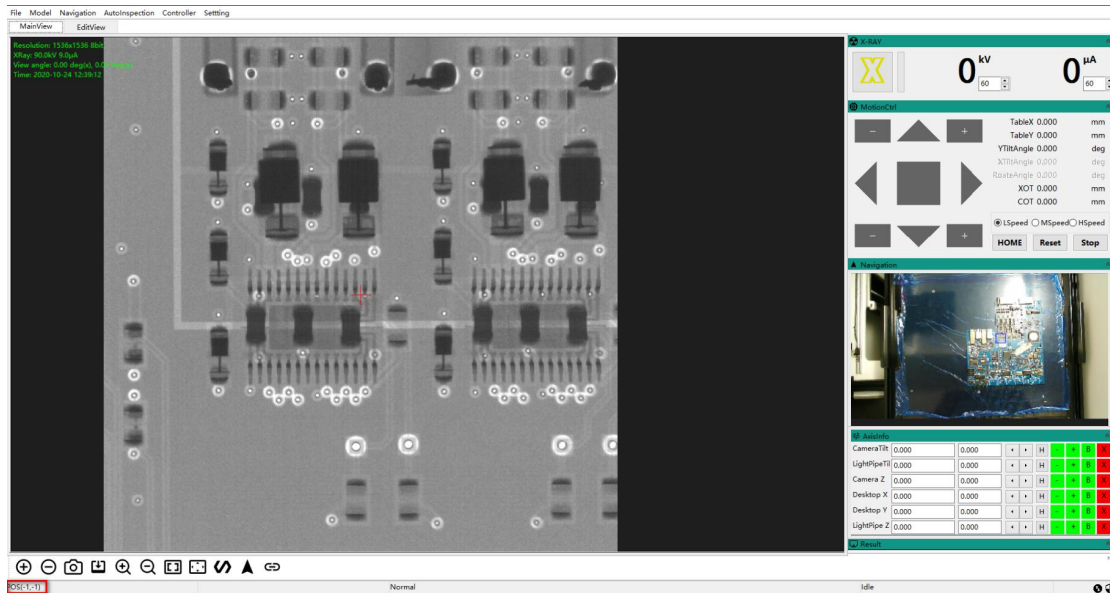 File Model Navigation AutoInspection Controller Settting
MainView EditView
Resolution: 1536x1536 8bit
XRay: 90.0kV 9.0μA
View angle: 0.00 deg(x), 0.0
Time: 2020-10-24 12:39:12
X-RAY
X 0 kV 60 0 μA 60
MotionCtrl
- +
TableX 0.000 mm
TableY 0.000 mm
YTiltAngle 0.000 deg
XTiltAngle 0.000 deg
RoateAngle 0.000 deg
XOT 0.000 mm
COT 0.000 mm
LSpeed MSpeed HSpeed
- +
HOME Reset Stop
Navigation
AxisInfo
CameraTilt 0.000 0.000 H - + B X
LightPipeTil 0.000 0.000 H - + B X
Camera Z 0.000 0.000 H - + B X
Desktop X 0.000 0.000 H - + B X
Desktop Y 0.000 0.000 H - + B X
LightPipe Z 0.000 0.000 H - + B X
Result
POS(-1,-1) Normal Idle